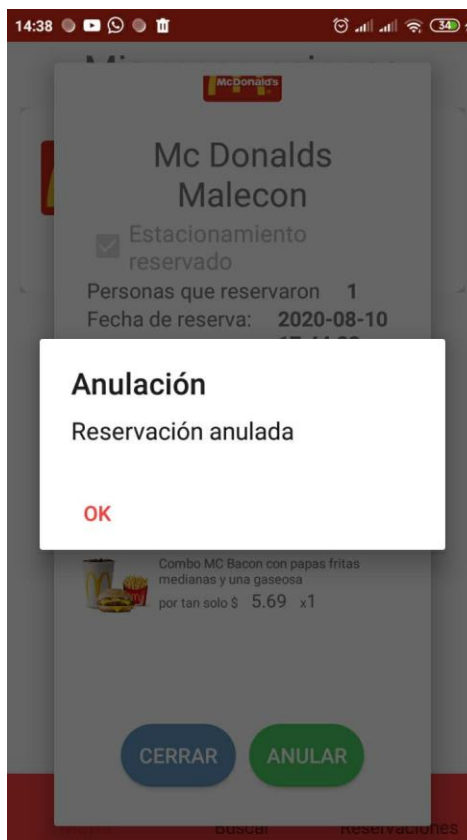 14:38
34
McDonald's
Mc Donalds
Malecon
Estacionamiento
reservado
Personas que reservaron 1
Fecha de reserva: 2020-08-10
Anulación
Reservación anulada
OK
Combo MC Bacon con papas fritas
medianas y una gaseosa
por tan solo $ 5.69 x1
CERRAR ANULAR
Buscar Reservaciones